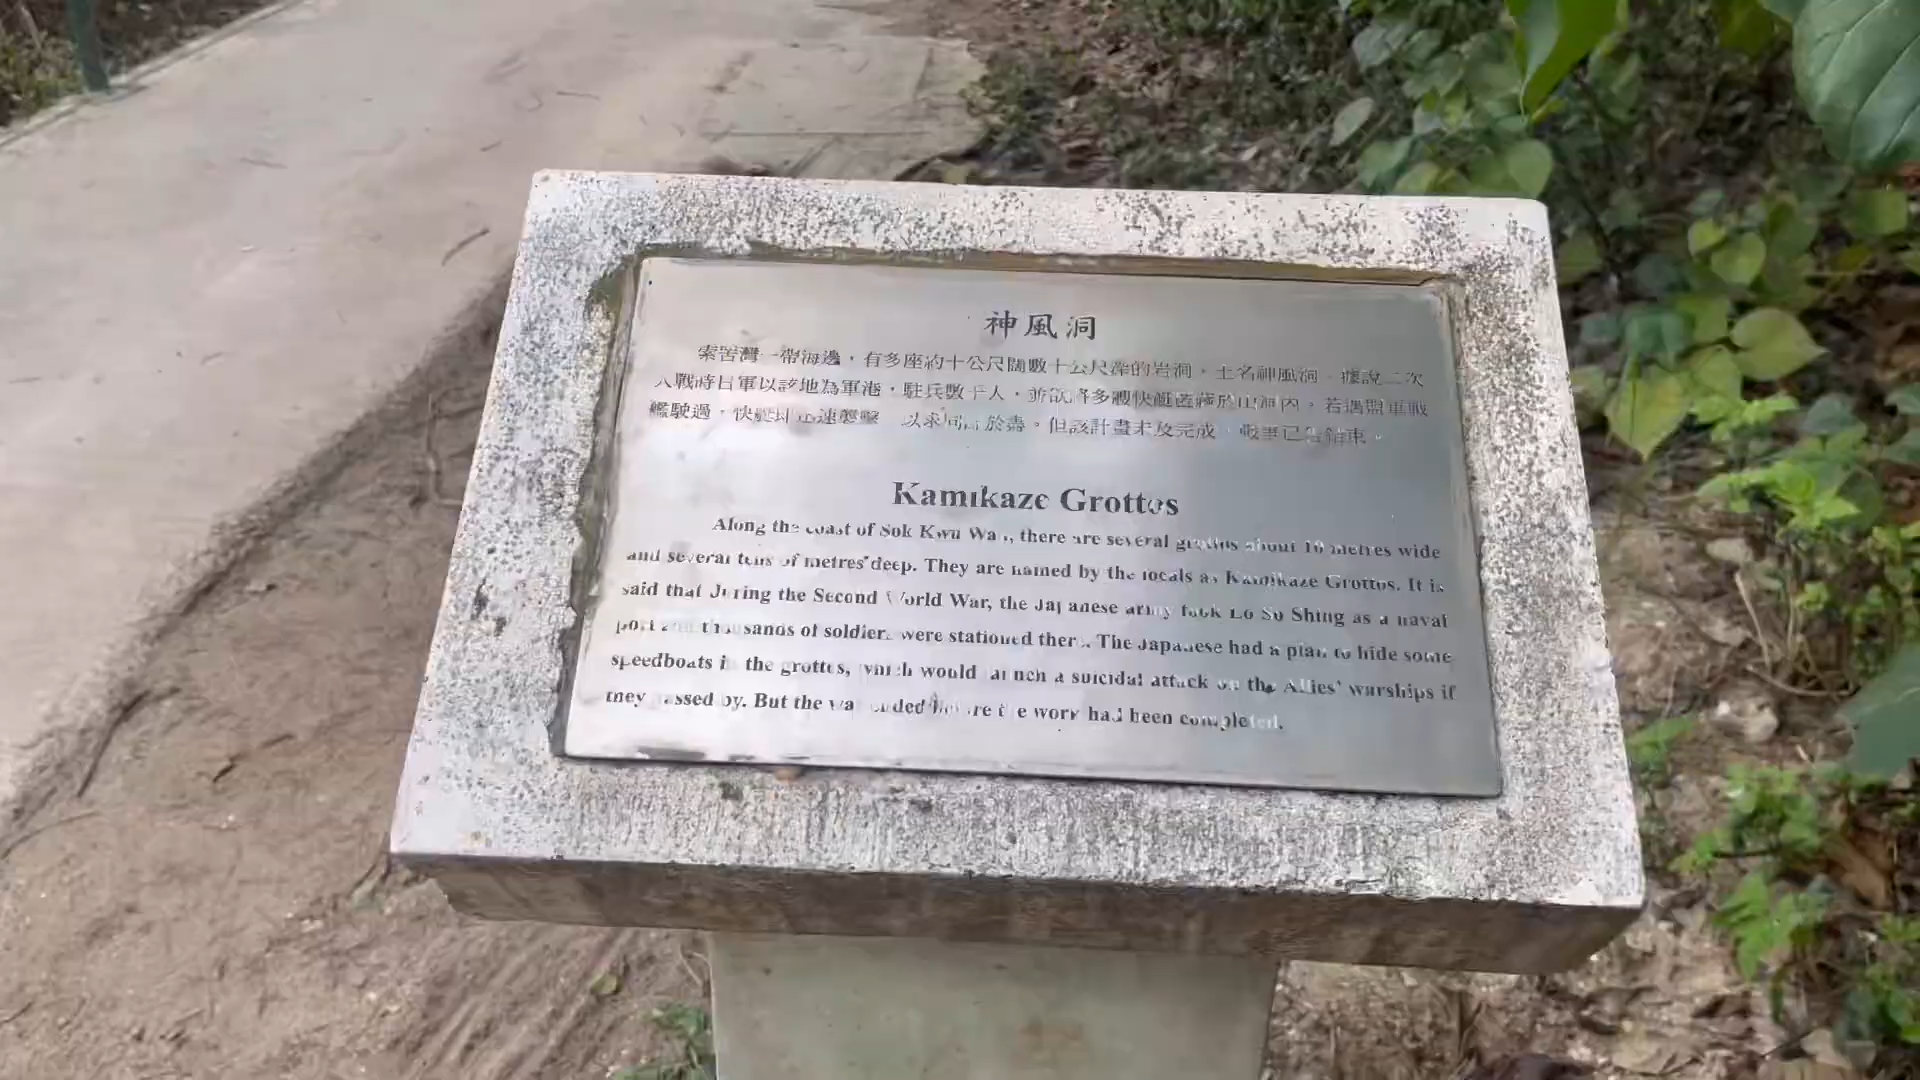 神風洞
索罟灣一帶海邊，有多座約十公尺闊數十公尺深的岩洞，土名神風洞。據說二次
大戰時日軍以該地為軍港，駐兵數千人，並欲將多艘快艇密藏於山洞內，若遇盟軍戰
艦駛過，快艇即迅速襲擊 以求同 於壽。但該計畫未及完成 戰事已告結束。
Kamikaze Grottos
Along the coast of Sok Kwu Wan, there are several grottos about 10 metres wide
and several tens of metres deep. They are named by the locals as Kamikaze Grottos. It is
said that During the Second World War, the Japanese army took Lo So Shing as a naval
port and thousands of soldiers were stationed there. The Japanese had a plan to hide some
speedboats in the grottos, which would launch a suicidal attack on the Allies' warships if
they passed by. But the war ended before the work had been completed.